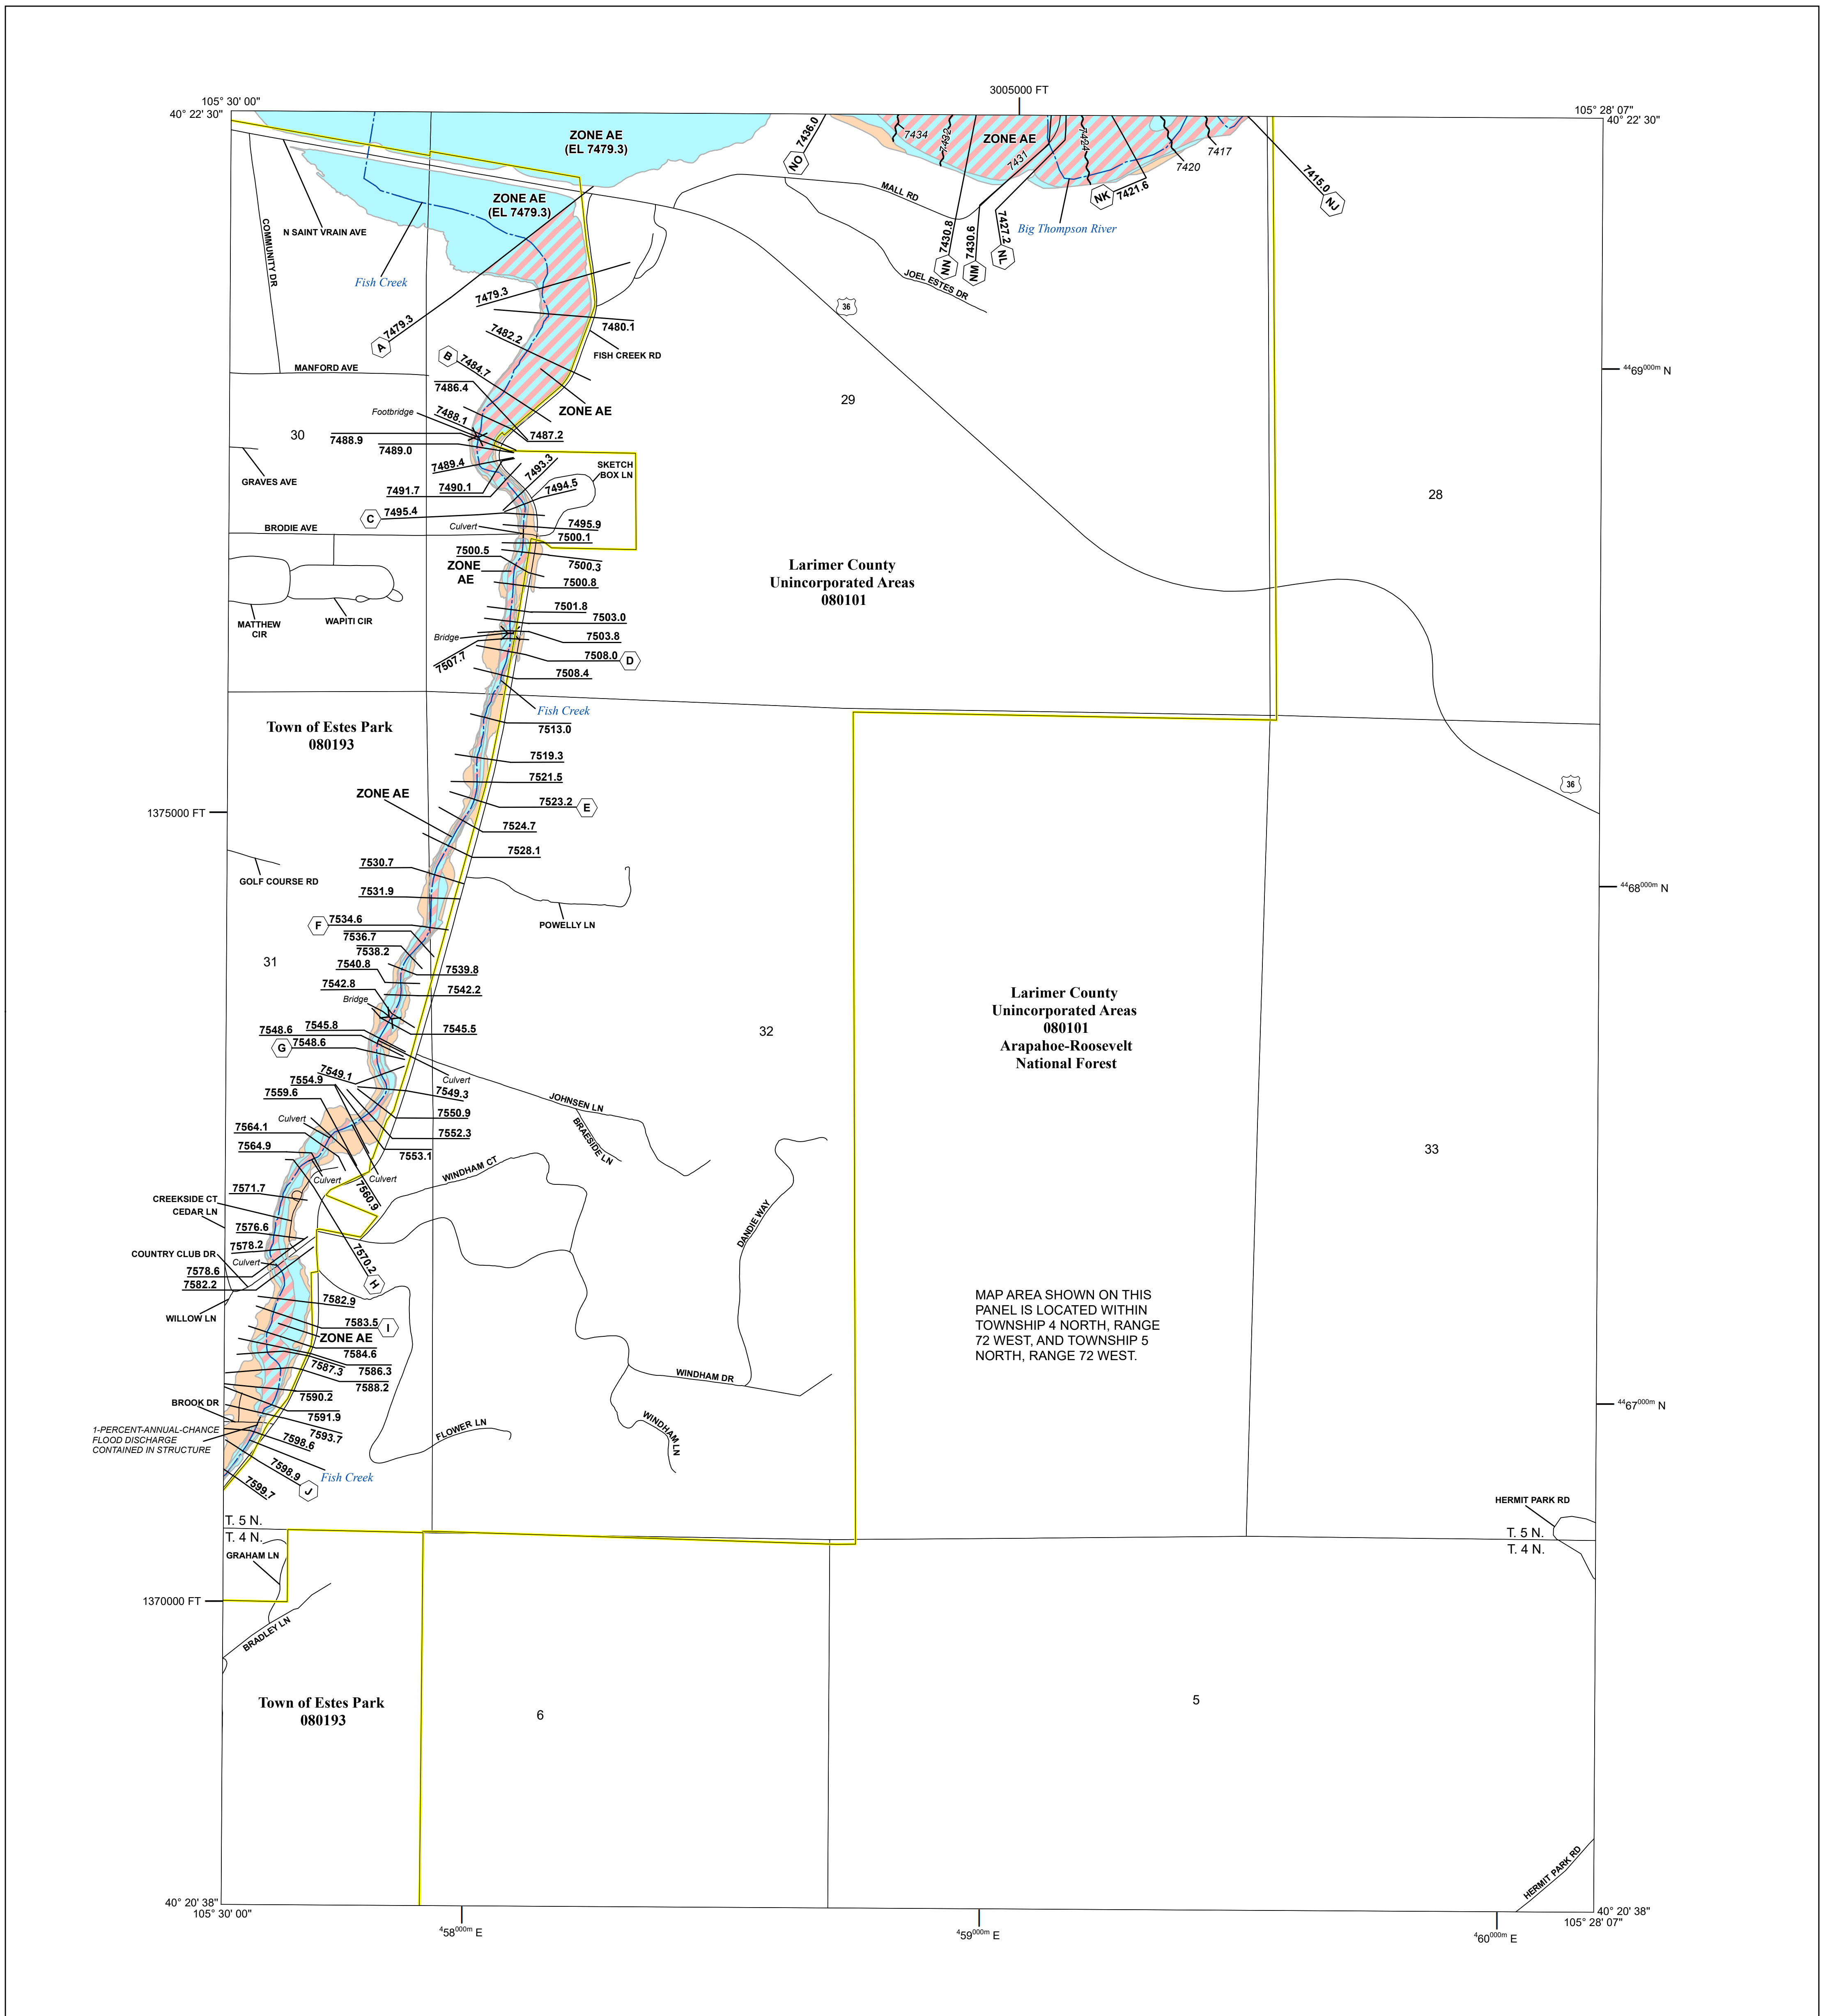 3005000 FT
105° 30' 00"
40° 22' 30"
105° 28' 07"
40° 22' 30"
ZONE AE
(EL 7479.3)
7436.0
NO
7434
7432
ZONE AE
7431
7424
7417
7420
7415.0
NJ
NK
7421.6
MALL RD
ZONE AE
(EL 7479.3)
COMMUNITY DR
N SAINT VRAIN AVE
Fish Creek
7430.8
NN
7430.6
NM
7427.2
NL
Big Thompson River
JOEL ESTES DR
36
7479.3
7479.3
A
7480.1
7482.2
FISH CREEK RD
B
7484.7
MANFORD AVE
7486.4
4469000m N
29
ZONE AE
Footbridge
7488.1
30
7488.9
7487.2
7489.0
7489.4
7493.3
SKETCH
BOX LN
GRAVES AVE
7491.7
7490.1
7494.5
28
C
7495.4
BRODIE AVE
Culvert
7495.9
7500.1
7500.5
7500.3
ZONE
AE
7500.8
Larimer County
Unincorporated Areas
080101
7501.8
7503.0
MATTHEW
CIR
WAPITI CIR
Bridge
7503.8
7507.7
7508.0
D
7508.4
Fish Creek
Town of Estes Park
080193
7513.0
7519.3
7521.5
ZONE AE
7523.2
E
36
1375000 FT
7524.7
7528.1
7530.7
GOLF COURSE RD
7531.9
4468000m N
F
7534.6
POWELLY LN
7536.7
7538.2
31
7540.8
7539.8
7542.8
7542.2
Bridge
Larimer County
Unincorporated Areas
080101
Arapahoe-Roosevelt
National Forest
7548.6
7545.8
7545.5
32
G
7548.6
7549.1
Culvert
7554.9
7549.3
7559.6
JOHNSEN LN
7550.9
Culvert
7564.1
7552.3
BRAESIDE LN
7564.9
7553.1
33
Culvert
Culvert
WINDHAM CT
7571.7
7560.9
CREEKSIDE CT
CEDAR LN
7576.6
DANDIE WAY
7578.2
COUNTRY CLUB DR
Culvert
7570.2
H
7578.6
7582.2
7582.9
MAP AREA SHOWN ON THIS
PANEL IS LOCATED WITHIN
TOWNSHIP 4 NORTH, RANGE
72 WEST, AND TOWNSHIP 5
NORTH, RANGE 72 WEST.
WILLOW LN
7583.5
I
ZONE AE
7584.6
7587.3
7586.3
7588.2
WINDHAM DR
7590.2
BROOK DR
7591.9
4467000m N
1-PERCENT-ANNUAL-CHANCE
FLOOD DISCHARGE
CONTAINED IN STRUCTURE
7593.7
7598.6
FLOWER LN
WINDHAM LN
7598.9
J
Fish Creek
7599.7
HERMIT PARK RD
T. 5 N.
T. 4 N.
T. 5 N.
T. 4 N.
GRAHAM LN
1370000 FT
BRADLEY LN
Town of Estes Park
080193
6
5
HERMIT PARK RD
40° 20' 38"
105° 30' 00"
40° 20' 38"
105° 28' 07"
458000m E
459000m E
460000m E